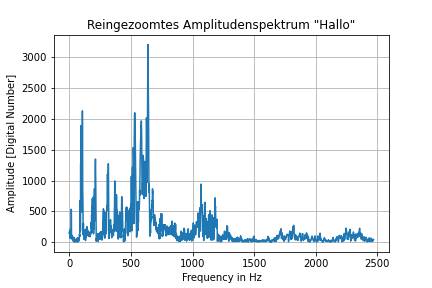 Reingezoomtes Amplitudenspektrum "Hallo"
3000
2500
2000
1500
1000
500
0
Amplitude [Digital Number]
0 500 1000 1500 2000 2500
Frequency in Hz